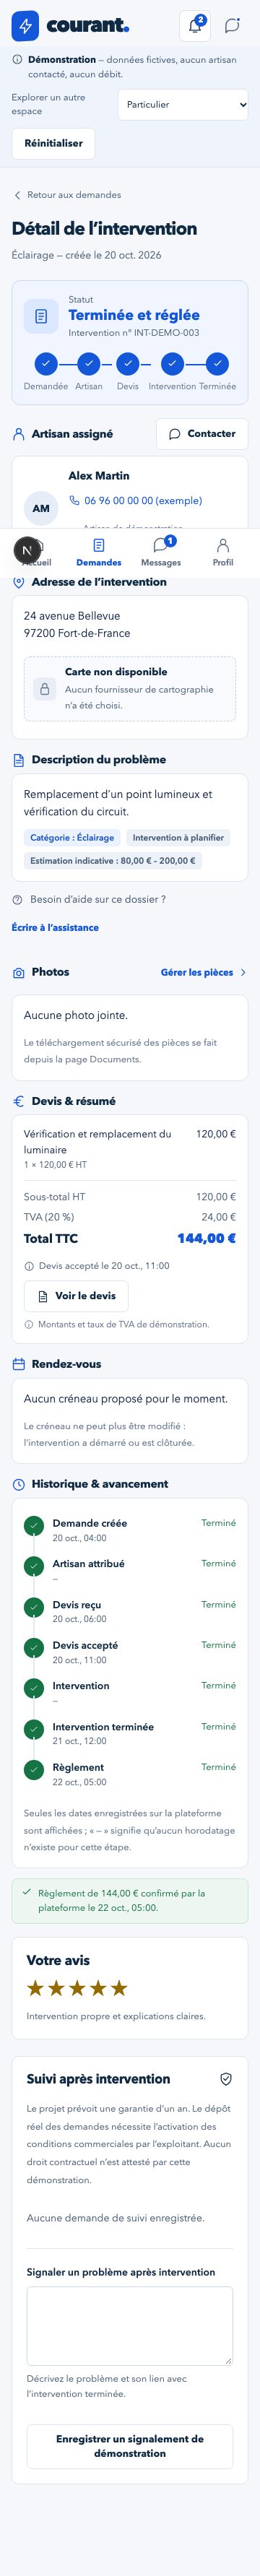 courant.
2
Démonstration — données fictives, aucun artisan
contacté, aucun débit.
Explorer un autre
espace
Particulier
Réinitialiser
Retour aux demandes
Détail de l’intervention
Éclairage — créée le 20 oct. 2026
Statut
Terminée et réglée
Intervention n° INT-DEMO-003
Demandée Artisan Devis Intervention Terminée
Artisan assigné
Contacter
Alex Martin
AM
06 96 00 00 00 (exemple)
Artisan de démonstration
N
Accueil
Demandes
1
Messages
Profil
Adresse de l’intervention
24 avenue Bellevue
97200 Fort-de-France
Carte non disponible
Aucun fournisseur de cartographie
n’a été choisi.
Description du problème
Remplacement d’un point lumineux et
vérification du circuit.
Catégorie : Éclairage
Intervention à planifier
Estimation indicative : 80,00 € – 200,00 €
Besoin d’aide sur ce dossier ?
Écrire à l’assistance
Photos
Gérer les pièces
Aucune photo jointe.
Le téléchargement sécurisé des pièces se fait
depuis la page Documents.
Devis & résumé
Vérification et remplacement du 120,00 €
luminaire
1 × 120,00 € HT
Sous-total HT 120,00 €
TVA (20 %) 24,00 €
Total TTC 144,00 €
Devis accepté le 20 oct., 11:00
Voir le devis
Montants et taux de TVA de démonstration.
Rendez-vous
Aucun créneau proposé pour le moment.
Le créneau ne peut plus être modifié :
l’intervention a démarré ou est clôturée.
Historique & avancement
Demande créée Terminé
20 oct., 04:00
Artisan attribué Terminé
—
Devis reçu Terminé
20 oct., 06:00
Devis accepté Terminé
20 oct., 11:00
Intervention Terminé
—
Intervention terminée Terminé
21 oct., 12:00
Règlement Terminé
22 oct., 05:00
Seules les dates enregistrées sur la plateforme
sont affichées ; « — » signifie qu’aucun horodatage
n’existe pour cette étape.
Règlement de 144,00 € confirmé par la
plateforme le 22 oct., 05:00.
Votre avis
★★★★★
Intervention propre et explications claires.
Suivi après intervention
Le projet prévoit une garantie d’un an. Le dépôt
réel des demandes nécessite l’activation des
conditions commerciales par l’exploitant. Aucun
droit contractuel n’est attesté par cette
démonstration.
Aucune demande de suivi enregistrée.
Signaler un problème après intervention
Décrivez le problème et son lien avec
l’intervention terminée.
Enregistrer un signalement de
démonstration